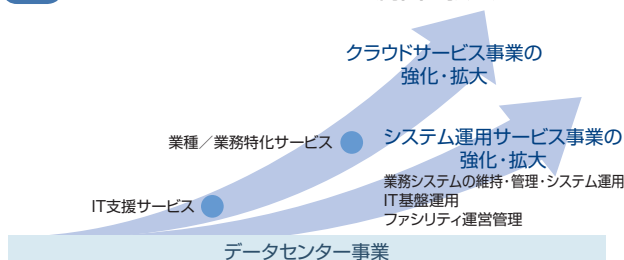 クラウドサービス事業の
強化・拡大
業種／業務特化サービス
システム運用サービス事業の
強化・拡大
業務システムの維持・管理・システム運用
IT基盤運用
ファシリティ運営管理
IT支援サービス
データセンター事業